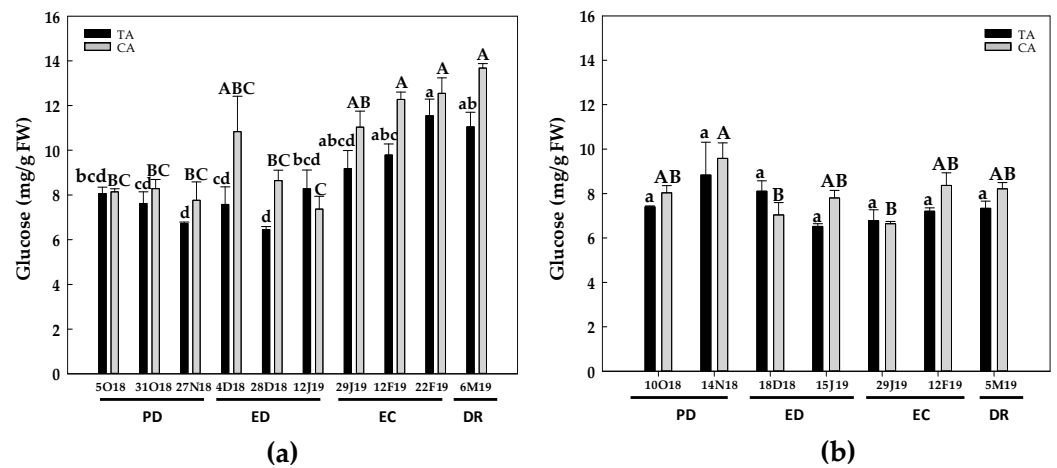 16
14
12
10
8
6
4
2
0
Glucose (mg/g FW)
TA
CA
bcd BC cd BC d BC cd ABC d BC bcd C abcd AB abc A a A ab A
5O18 31O18 27N18 4D18 28D18 12J19 29J19 12F19 22F19 6M19
PD ED EC DR
(a)
16
14
12
10
8
6
4
2
0
Glucose (mg/g FW)
TA
CA
a AB a A a B a AB a B a AB a AB
10O18 14N18 18D18 15J19 29J19 12F19 5M19
PD ED EC DR
(b)